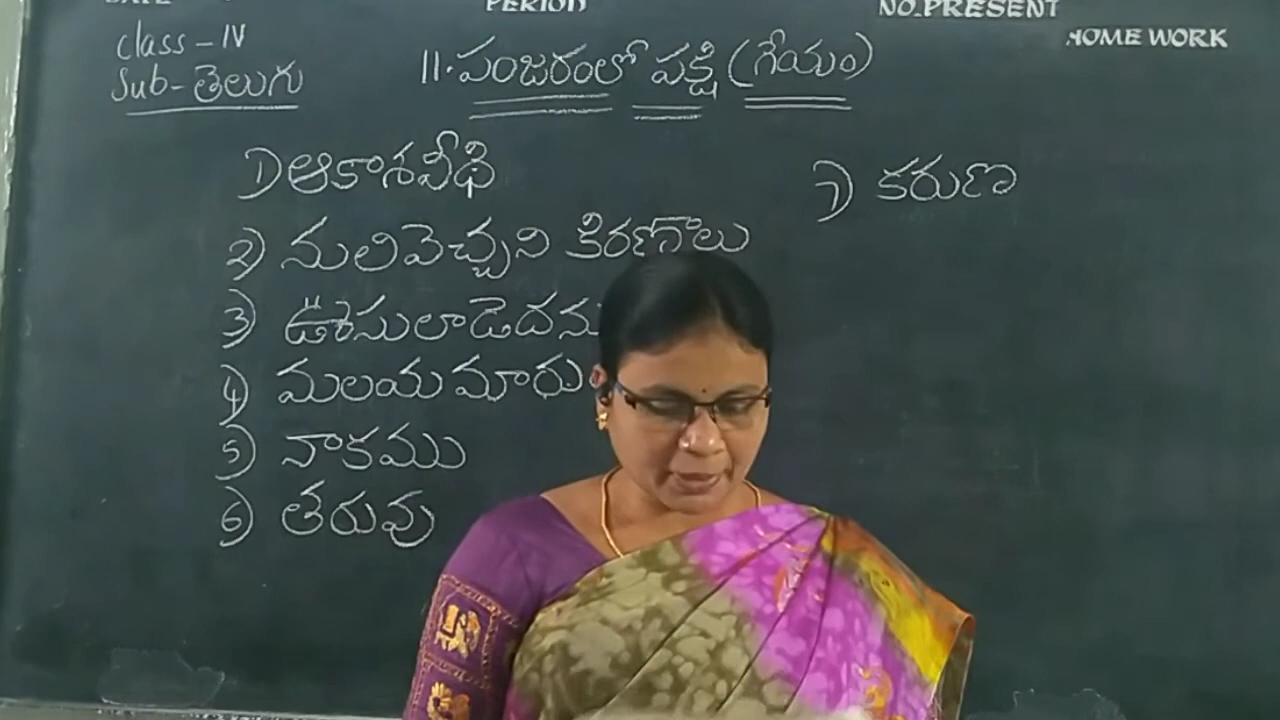 PERIOD
NO.PRESENT
HOME WORK
Class - IV
Sub - తెలుగు
11. పంజరంలో పక్షి (గేయం)
1) ఆకాశవీథి
2) నులివెచ్చని కిరణాలు
3) ఊసులాడెదను
4) మలయమారు
5) నాకము
6) తరువు
7) కరుణ